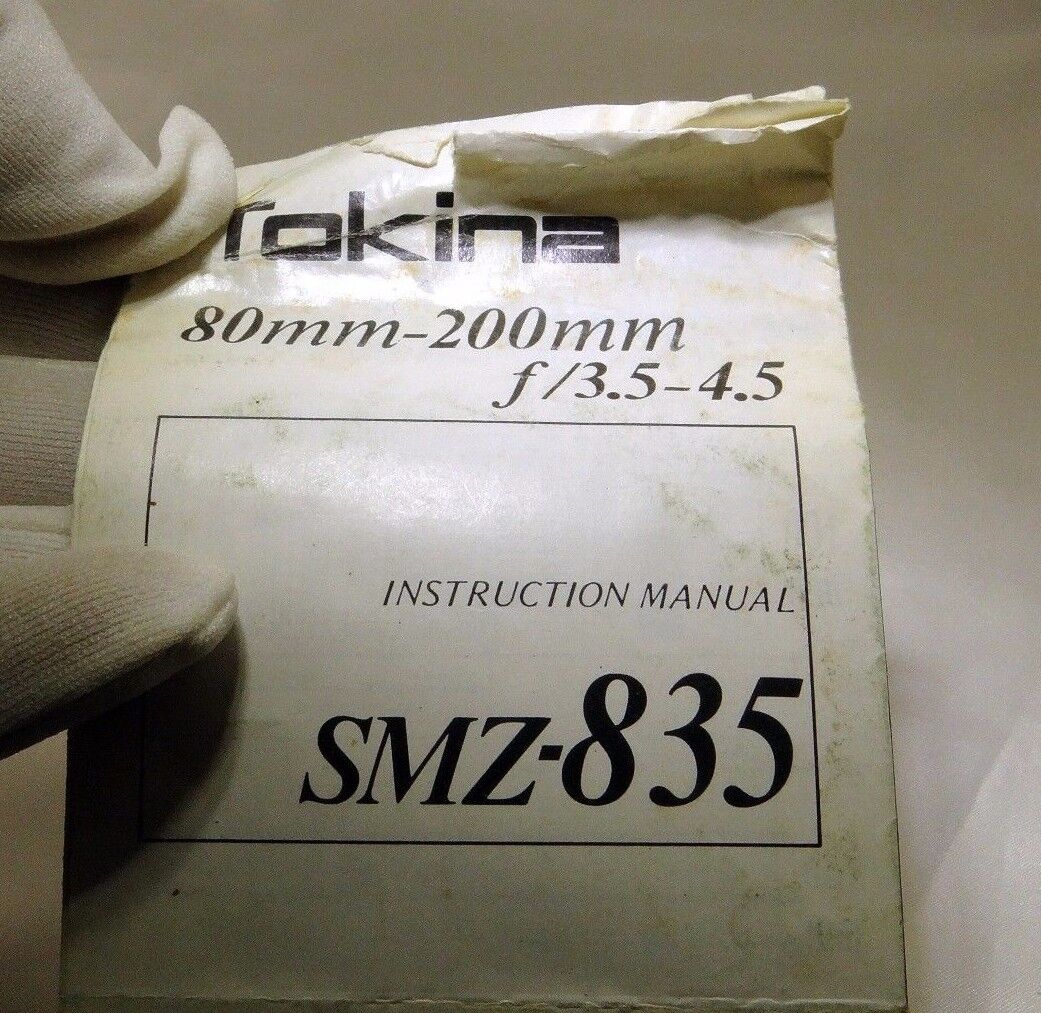 Tokina
80mm-200mm
f/3.5-4.5
INSTRUCTION MANUAL
SMZ-835